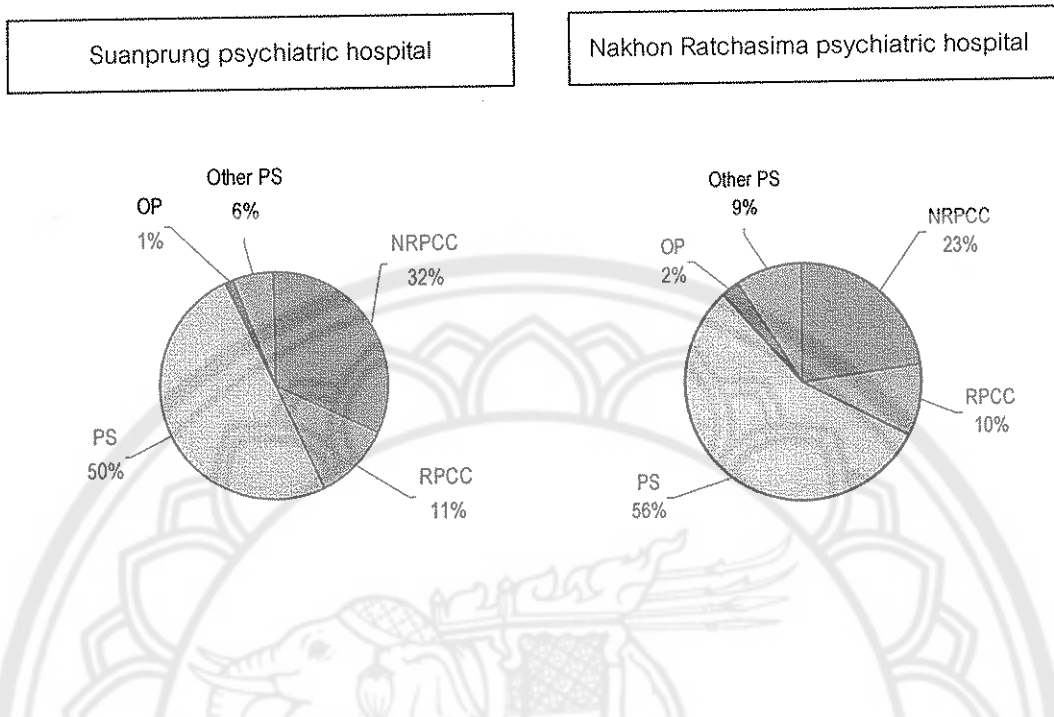 Suanprung psychiatric hospital
Nakhon Ratchasima psychiatric hospital
Other PS
6%
OP
1%
NRPCC
32%
PS
50%
RPCC
11%
Other PS
9%
OP
2%
NRPCC
23%
RPCC
10%
PS
56%